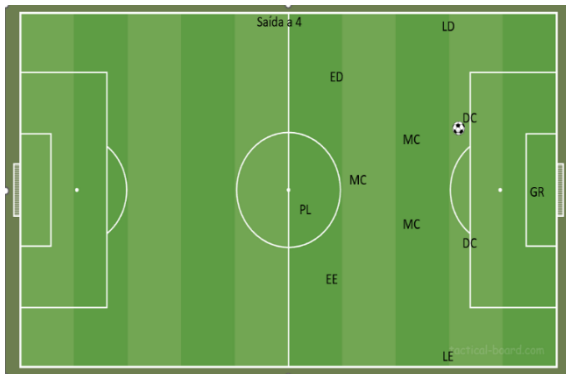 Saída a 4
LD
ED
DC
MC
MC
GR
PL
MC
DC
EE
LE
tactical-board.com